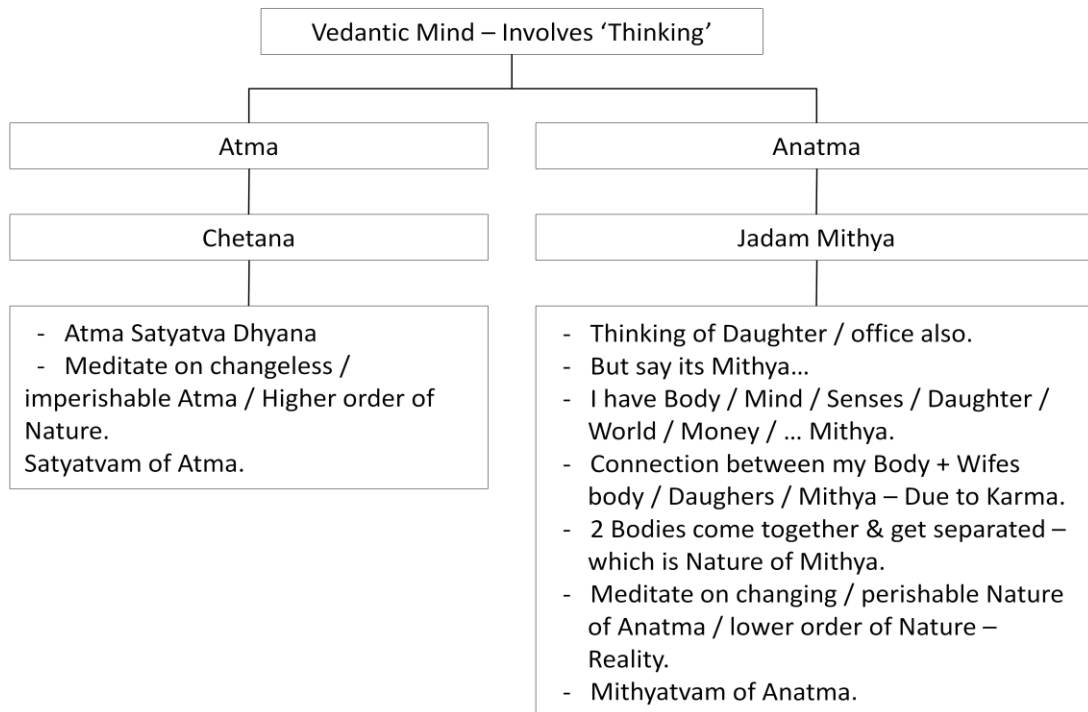 Vedantic Mind – Involves ‘Thinking’
Atma
Anatma
Chetana
Jadam Mithya
- Atma Satyatva Dhyana
- Meditate on changeless /
imperishable Atma / Higher order of
Nature.
Satyatvam of Atma.
- Thinking of Daughter / office also.
- But say its Mithya...
- I have Body / Mind / Senses / Daughter /
World / Money / ... Mithya.
- Connection between my Body + Wifes
body / Daughers / Mithya – Due to Karma.
- 2 Bodies come together & get separated –
which is Nature of Mithya.
- Meditate on changing / perishable Nature
of Anatma / lower order of Nature –
Reality.
- Mithyatvam of Anatma.